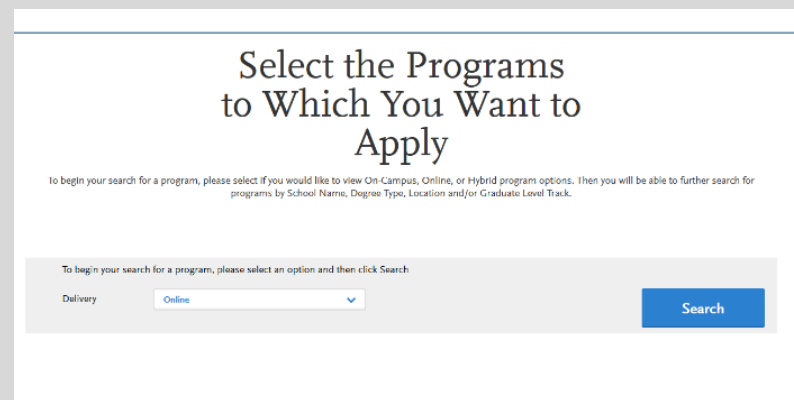 Select the Programs
to Which You Want to
Apply
To begin your search for a program, please select if you would like to view On-Campus, Online, or Hybrid program options. Then you will be able to further search for
programs by School Name, Degree Type, Location and/or Graduate Level Track.
To begin your search for a program, please select an option and then click Search
Delivery Online Search